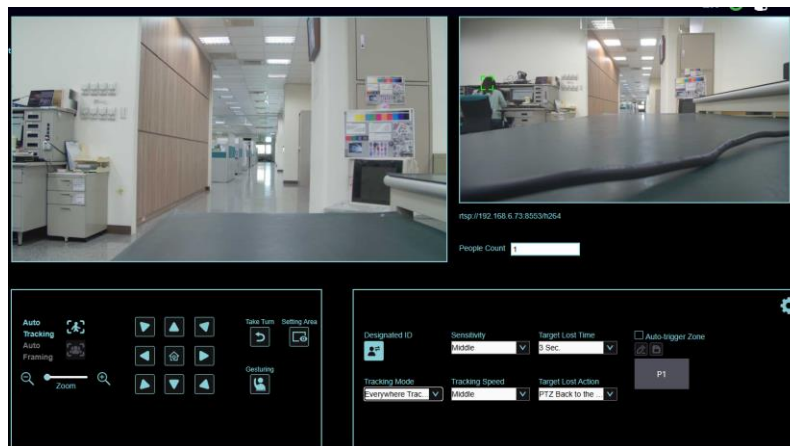 rtsp://192.168.6.73:8553/h264
People Count 1
Auto Tracking
Auto Framing
Zoom
Take Turn
Setting Area
Gesturing
Designated ID
Sensitivity
Middle
Target Lost Time
3 Sec.
Auto-trigger Zone
P1
Tracking Mode
Everywhere Trac...
Tracking Speed
Middle
Target Lost Action
PTZ Back to the ...